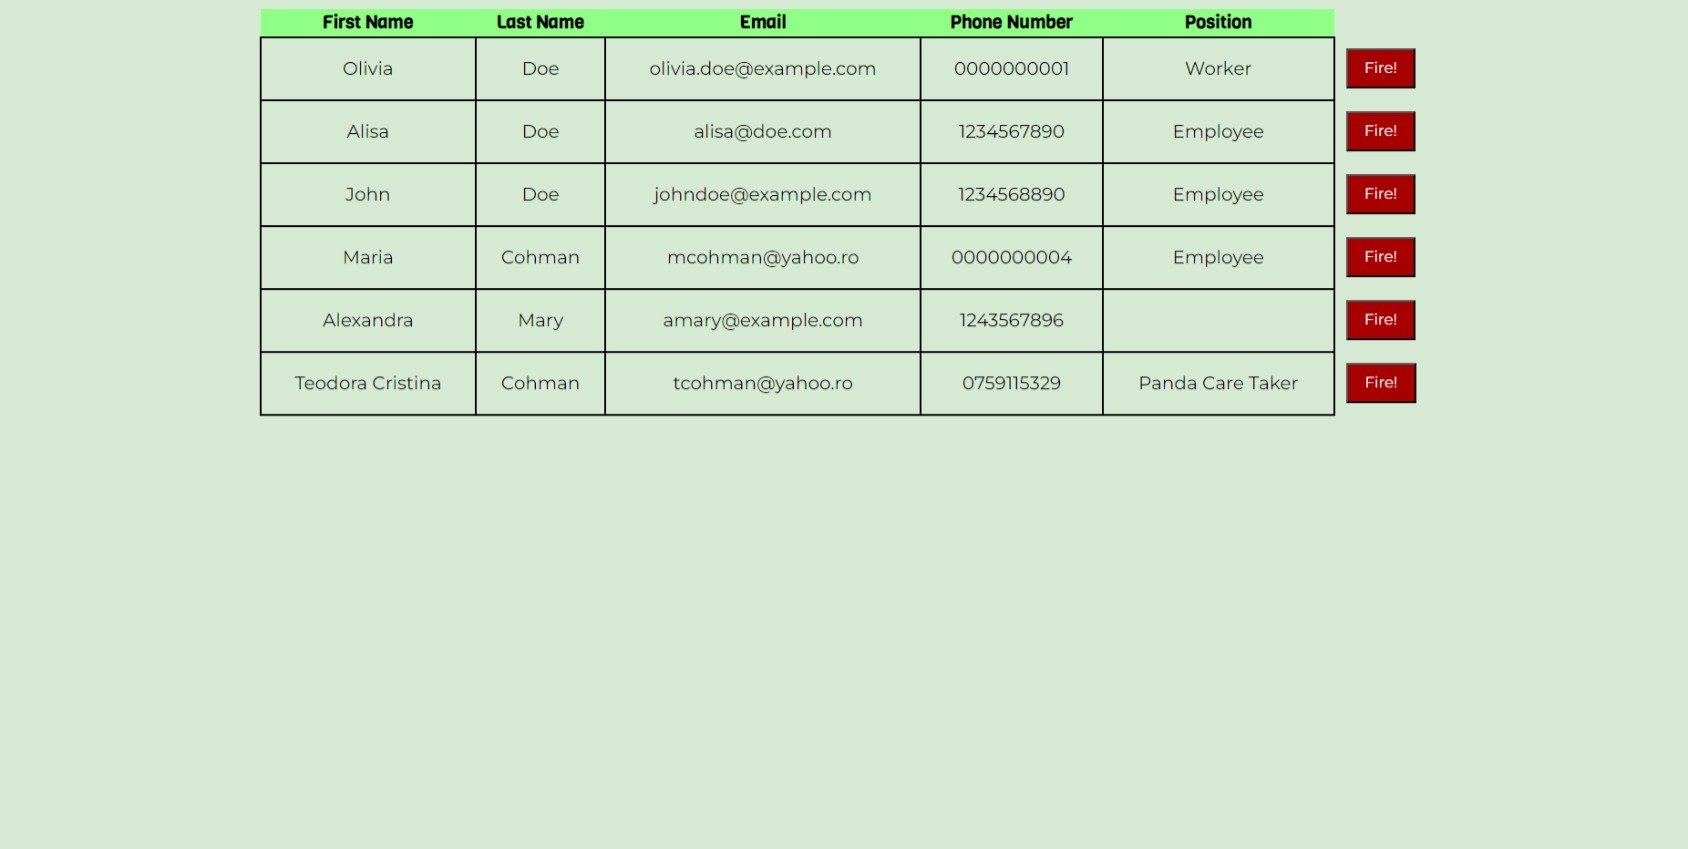 First Name Last Name Email Phone Number Position
Olivia Doe olivia.doe@example.com 0000000001 Worker Fire!
Alisa Doe alisa@doe.com 1234567890 Employee Fire!
John Doe johndoe@example.com 1234568890 Employee Fire!
Maria Cohman mcohman@yahoo.ro 0000000004 Employee Fire!
Alexandra Mary amary@example.com 1243567896 Fire!
Teodora Cristina Cohman tcohman@yahoo.ro 0759115329 Panda Care Taker Fire!